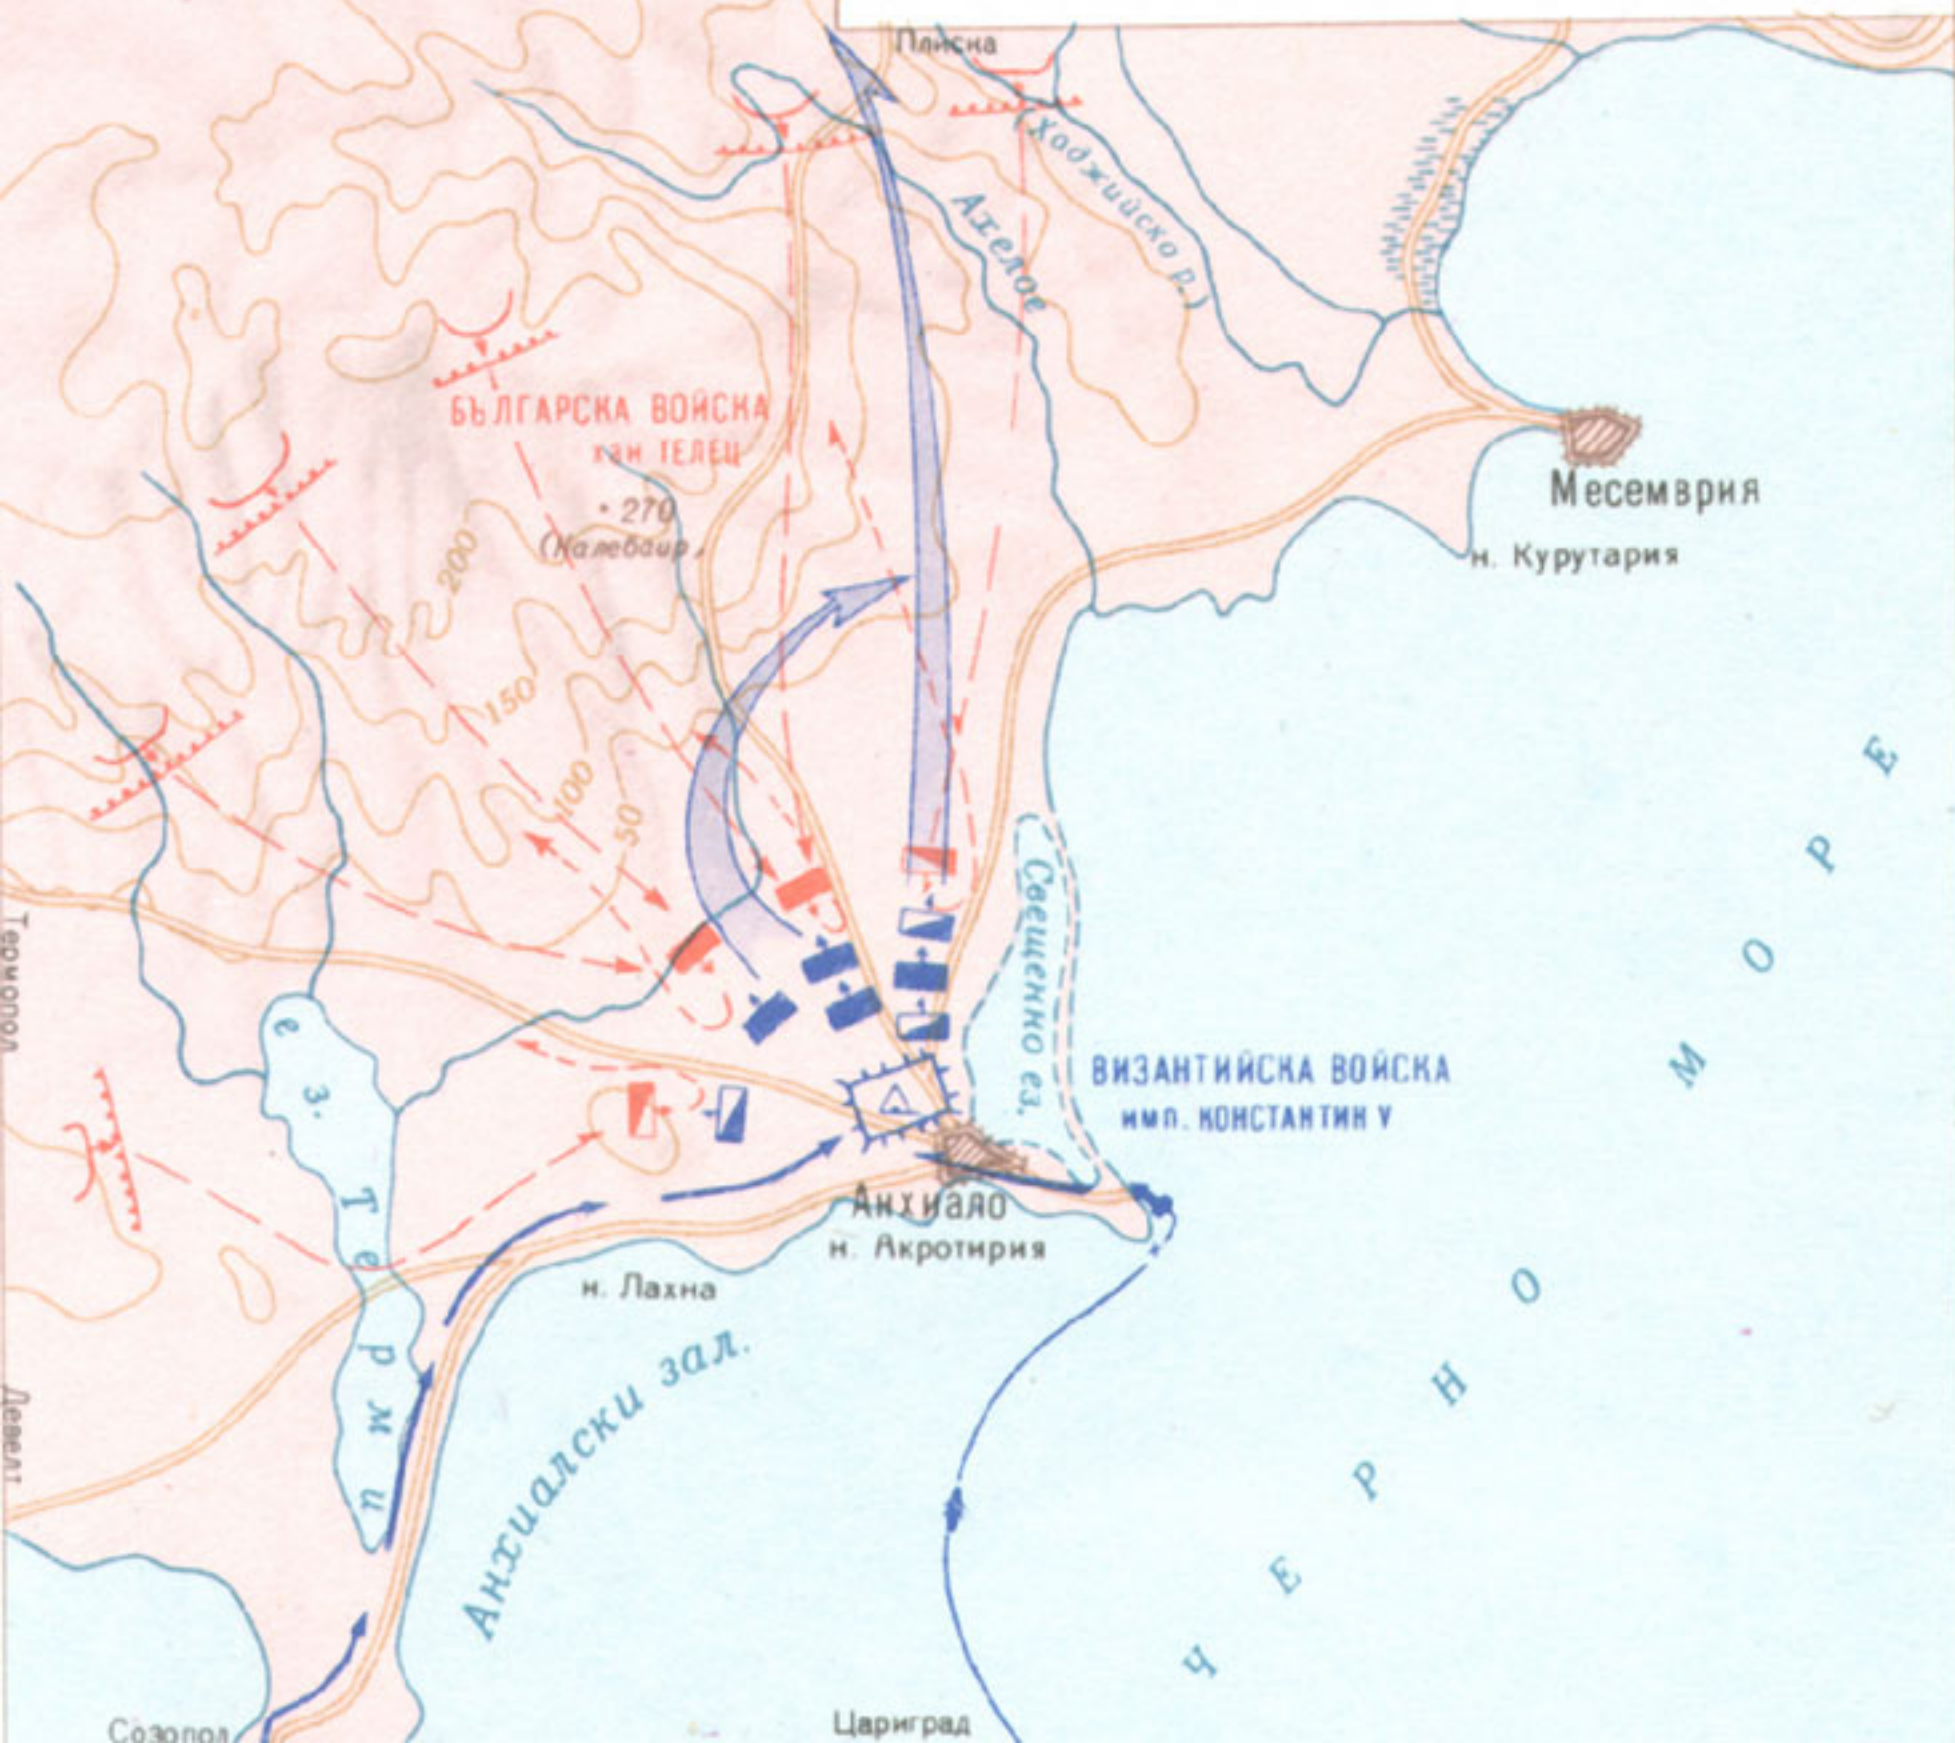 Плиска
(Ходжийско р.)
Ахелое
БЪЛГАРСКА ВОЙСКА
хан ТЕЛЕЦ
270
(Калебаир)
200
150
100
50
Месемврия
н. Курутария
Термопол
Девелт
Свещенно ез.
ВИЗАНТИЙСКА ВОЙСКА
имп. КОНСТАНТИН V
ез. Терми
Анхиало
н. Акротирия
н. Лахна
Анхиалски зал.
ЧЕРНО МОРЕ
Созопол
Цариград